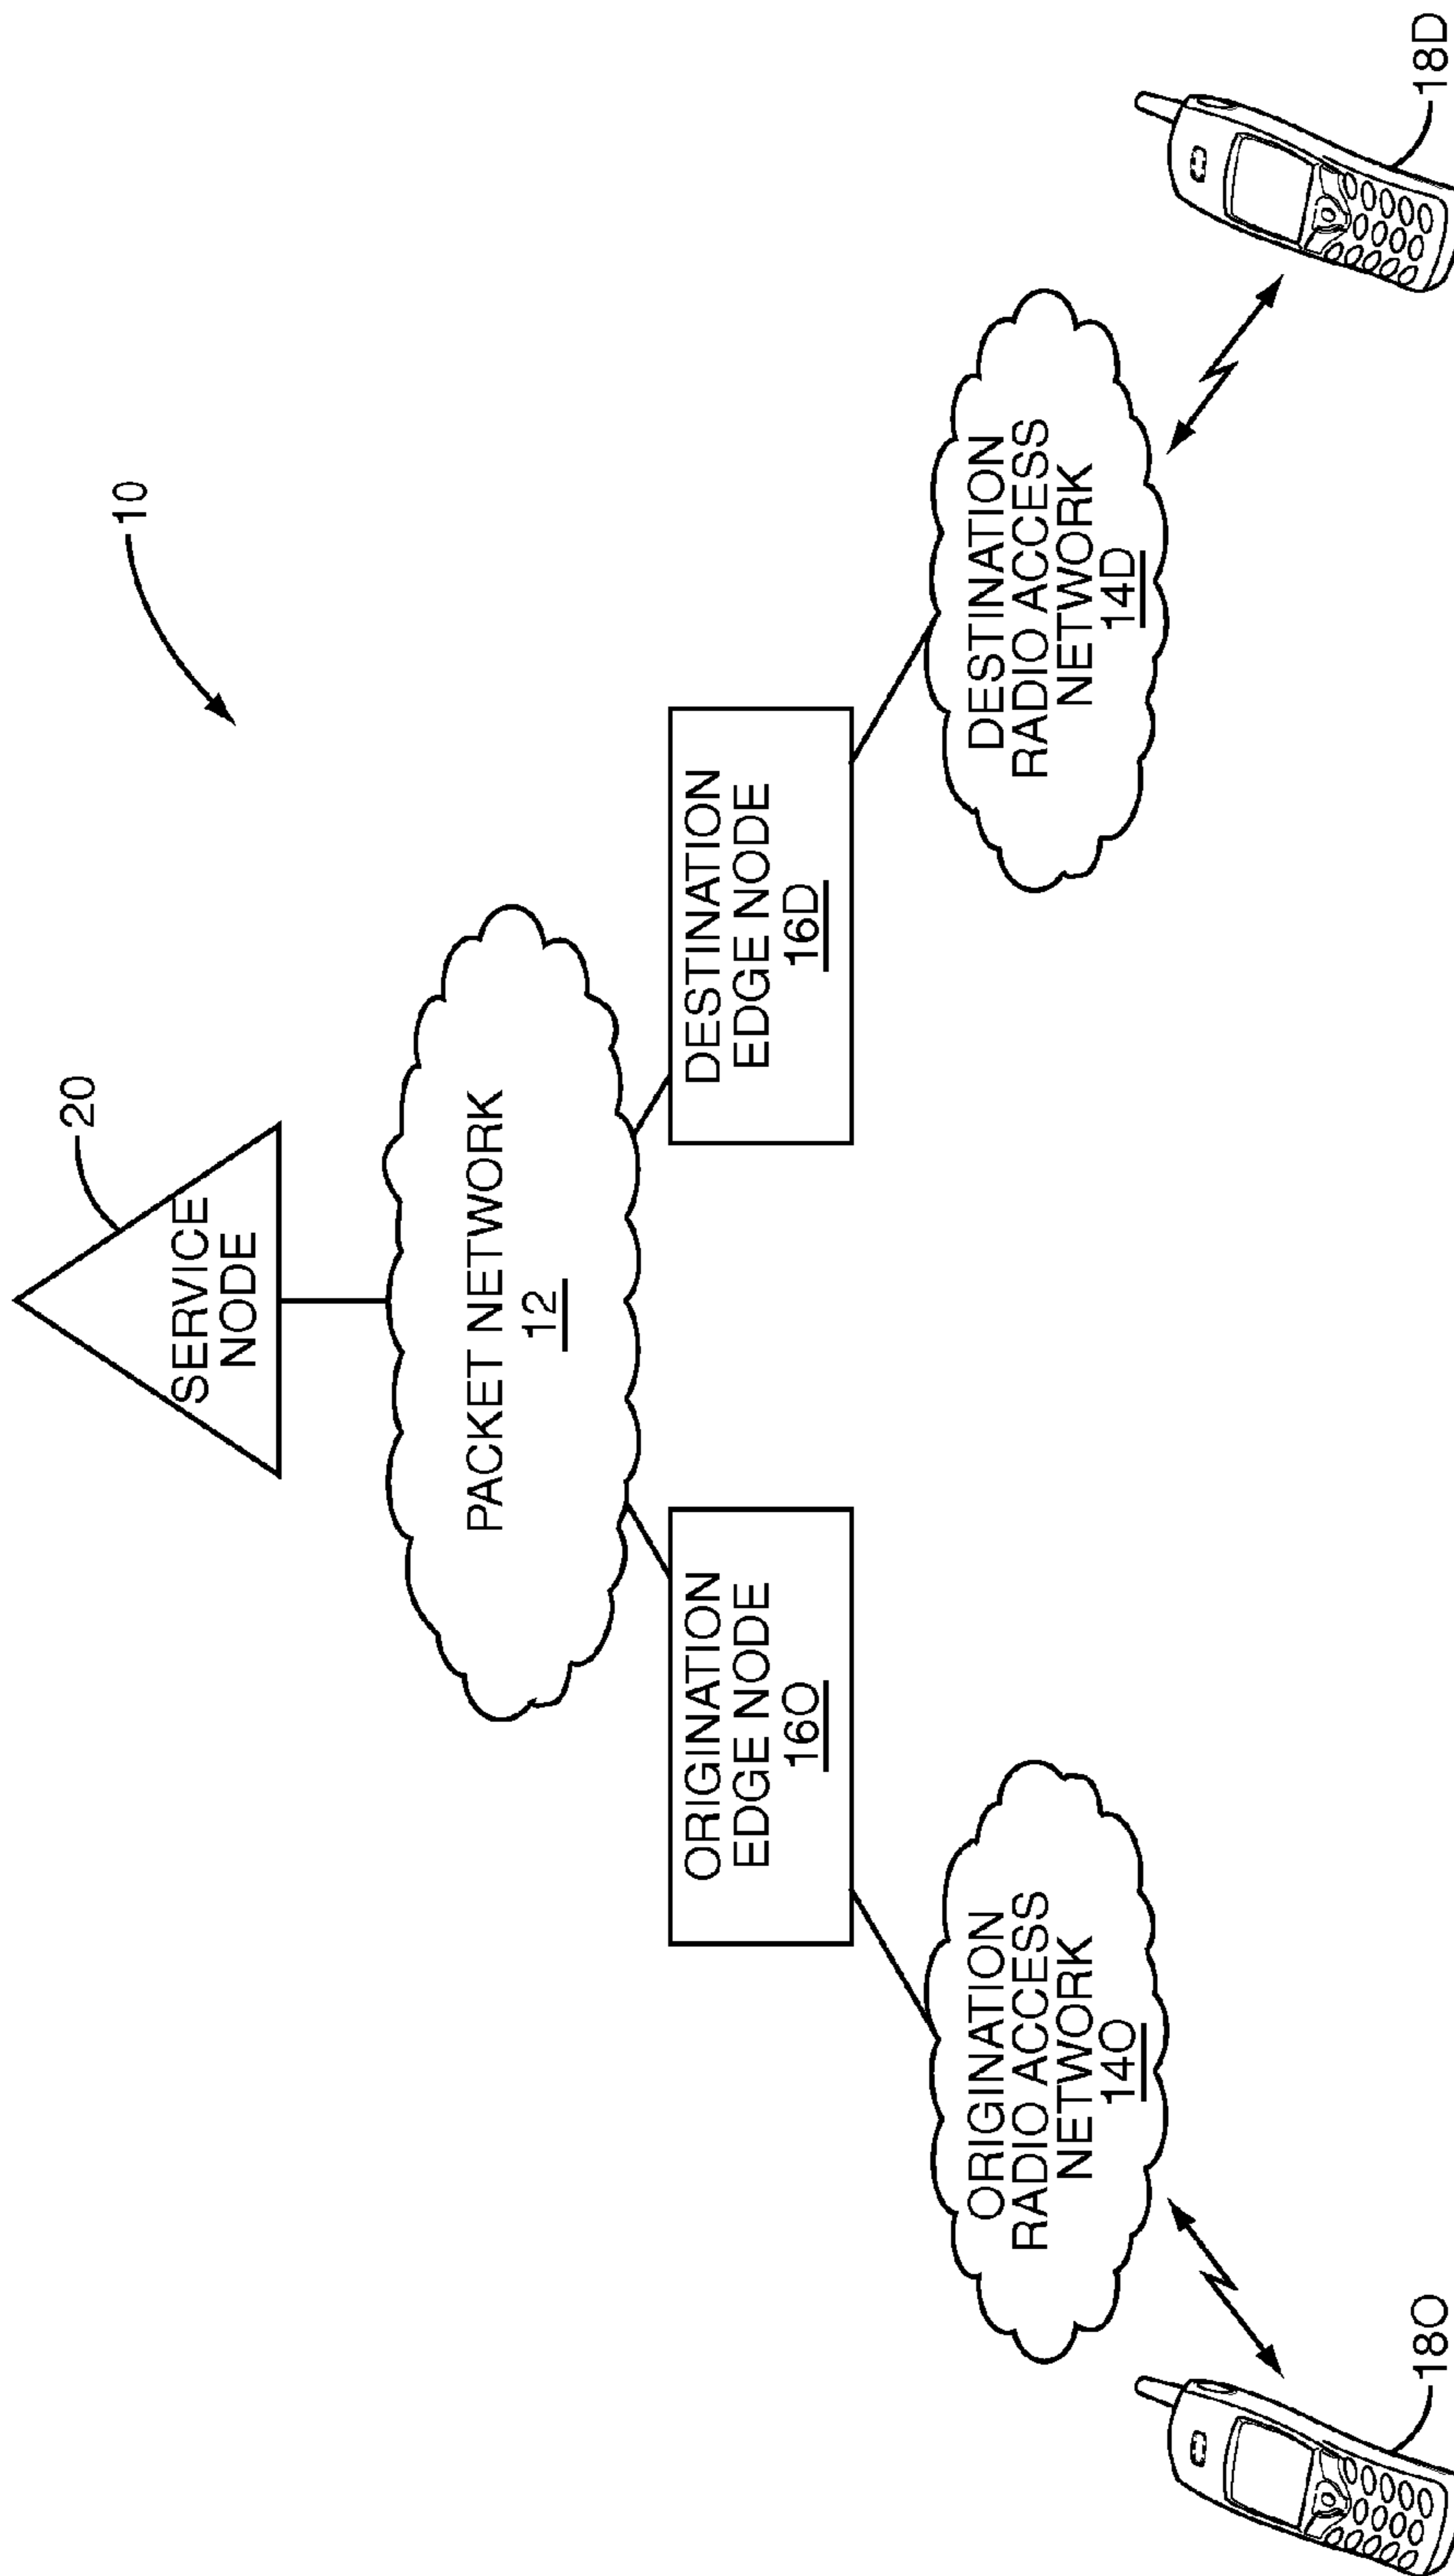 10
20
SERVICE
NODE
PACKET NETWORK
12
ORIGINATION
EDGE NODE
16O
DESTINATION
EDGE NODE
16D
ORIGINATION
RADIO ACCESS
NETWORK
14O
DESTINATION
RADIO ACCESS
NETWORK
14D
18O
18D